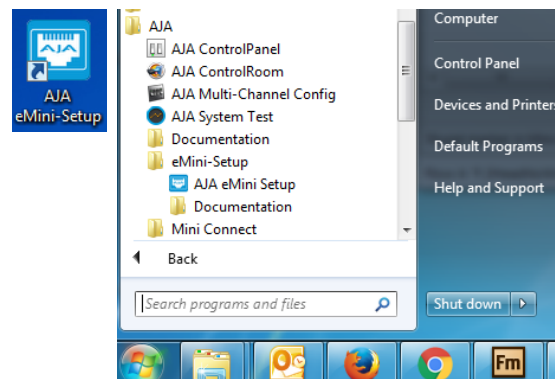 AJA
AJA
eMini-Setup
AJA
AJA ControlPanel
AJA ControlRoom
AJA Multi-Channel Config
AJA System Test
Documentation
eMini-Setup
AJA eMini Setup
Documentation
Mini Connect
Back
Search programs and files
Computer
Control Panel
Devices and Printers
Default Programs
Help and Support
Shut down
Fm